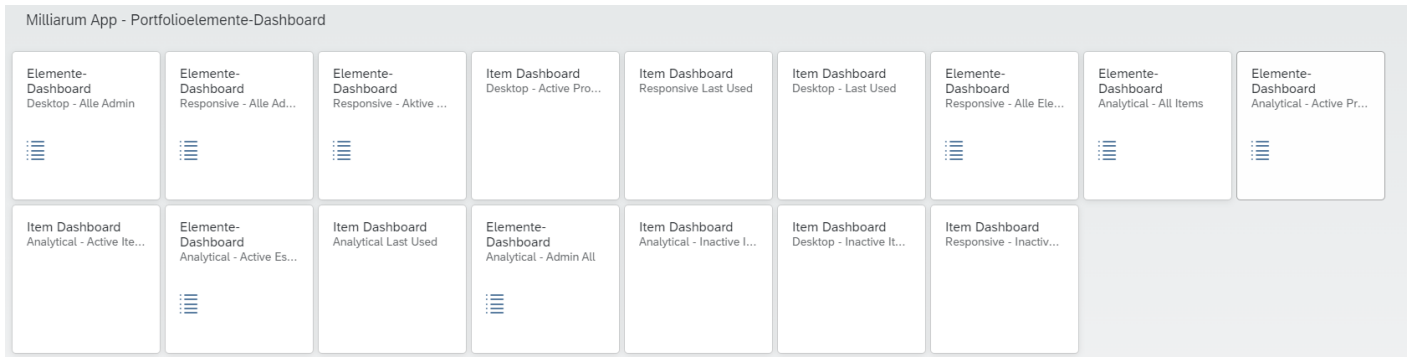 Milliarum App - Portfolioelemente-Dashboard
Elemente-
Dashboard
Desktop - Alle Admin
Elemente-
Dashboard
Responsive - Alle Ad...
Elemente-
Dashboard
Responsive - Aktive ...
Item Dashboard
Desktop - Active Pro...
Item Dashboard
Responsive Last Used
Item Dashboard
Desktop - Last Used
Elemente-
Dashboard
Responsive - Alle Ele...
Elemente-
Dashboard
Analytical - All Items
Elemente-
Dashboard
Analytical - Active Pr...
Item Dashboard
Analytical - Active Ite...
Elemente-
Dashboard
Analytical - Active Es...
Item Dashboard
Analytical Last Used
Elemente-
Dashboard
Analytical - Admin All
Item Dashboard
Analytical - Inactive I...
Item Dashboard
Desktop - Inactive It...
Item Dashboard
Responsive - Inactiv...